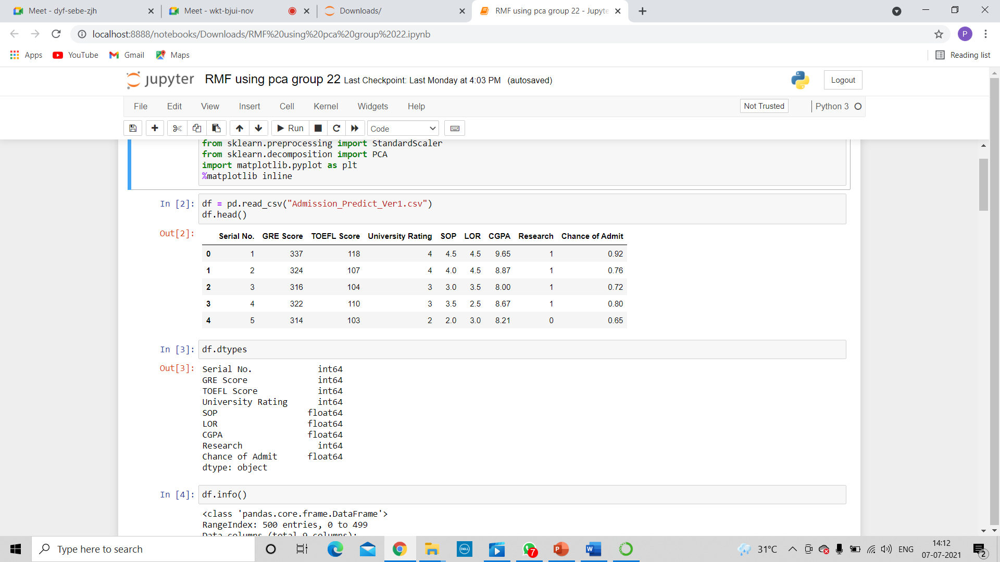 Meet - dyf-sebe-zjh
Meet - wkt-bjui-nov
Downloads/
RMF using pca group 22 - Jupyte
localhost:8888/notebooks/Downloads/RMF%20using%20pca%20group%2022.ipynb
P
Apps
YouTube
Gmail
Maps
Reading list
jupyter
RMF using pca group 22 Last Checkpoint: Last Monday at 4:03 PM (autosaved)
Logout
File Edit View Insert Cell Kernel Widgets Help
Not Trusted
Python 3
Run
Code
from sklearn.preprocessing import StandardScaler
from sklearn.decomposition import PCA
import matplotlib.pyplot as plt
%matplotlib inline
In [2]: df = pd.read_csv("Admission_Predict_Ver1.csv")
df.head()
Out[2]:
Serial No. GRE Score TOEFL Score University Rating SOP LOR CGPA Research Chance of Admit
0 1 337 118 4 4.5 4.5 9.65 1 0.92
1 2 324 107 4 4.0 4.5 8.87 1 0.76
2 3 316 104 3 3.0 3.5 8.00 1 0.72
3 4 322 110 3 3.5 2.5 8.67 1 0.80
4 5 314 103 2 2.0 3.0 8.21 0 0.65
In [3]: df.dtypes
Out[3]: Serial No. int64
GRE Score int64
TOEFL Score int64
University Rating int64
SOP float64
LOR float64
CGPA float64
Research int64
Chance of Admit float64
dtype: object
In [4]: df.info()
<class 'pandas.core.frame.DataFrame'>
RangeIndex: 500 entries, 0 to 499
Data columns (total 9 columns):
Type here to search
DELL
7
P
W
31°C
ENG
14:12
07-07-2021
2